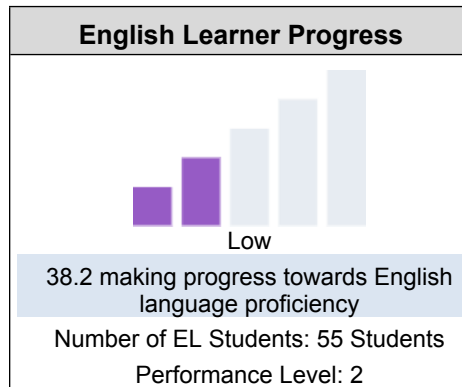 English Learner Progress
Low
38.2 making progress towards English
language proficiency
Number of EL Students: 55 Students
Performance Level: 2